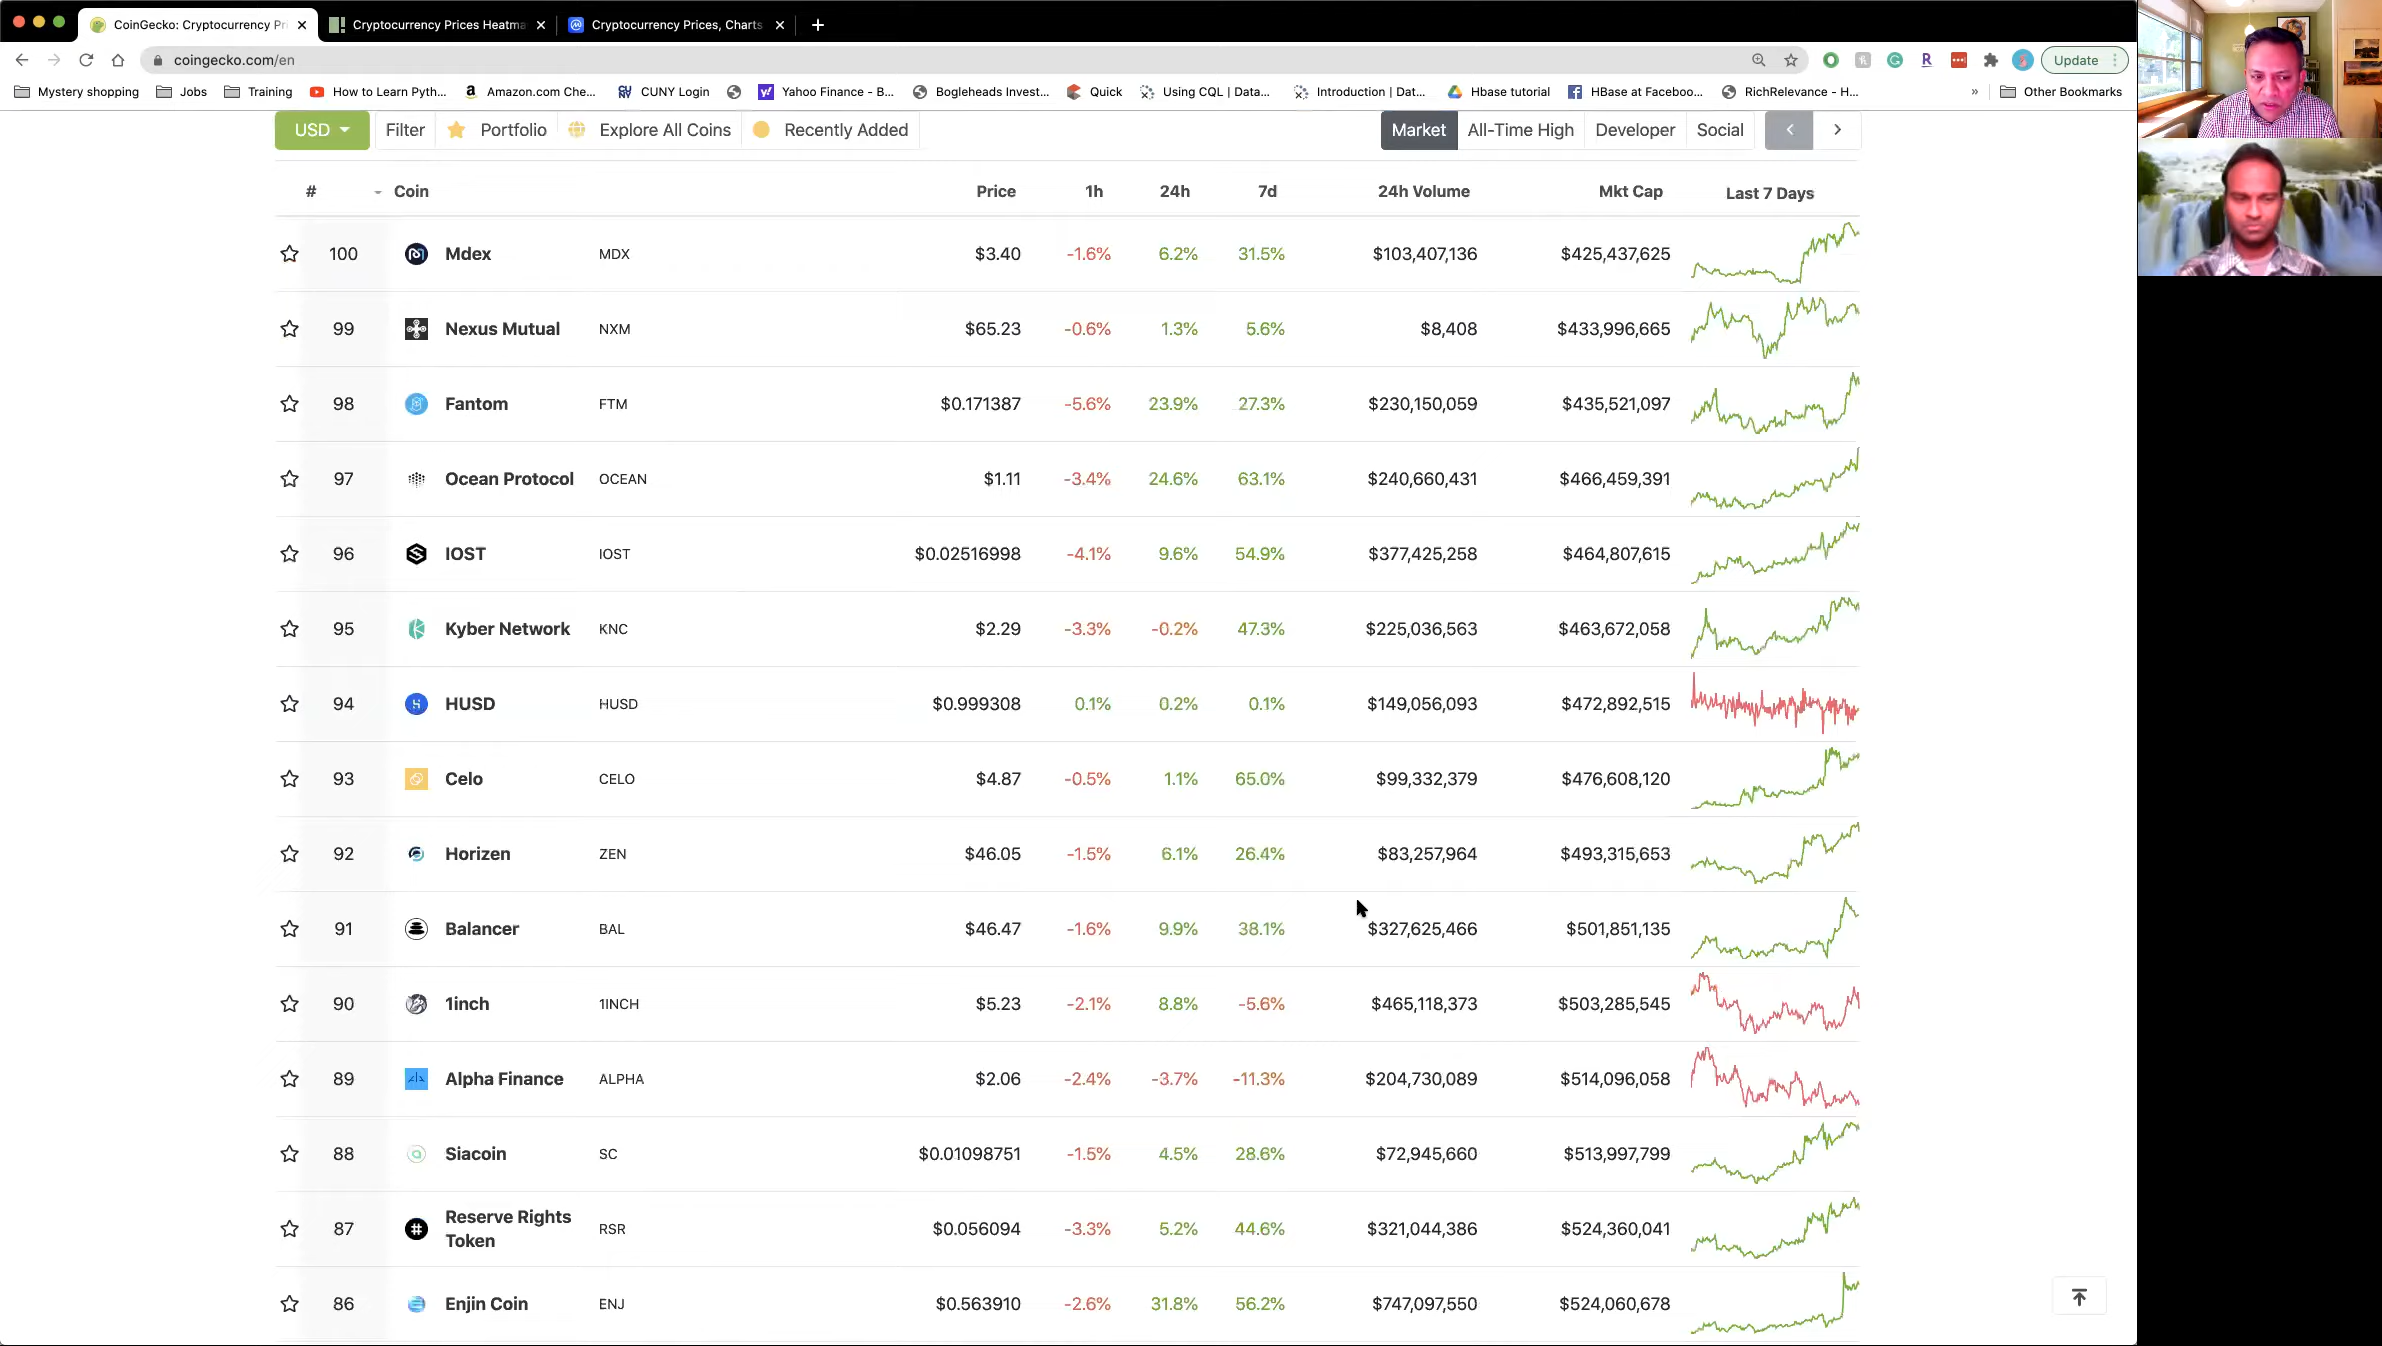 CoinGecko: Cryptocurrency Pri
Cryptocurrency Prices Heatma
Cryptocurrency Prices, Charts
coingecko.com/en
Update
Mystery shopping Jobs Training How to Learn Pyth... Amazon.com Che... CUNY Login Yahoo Finance - B... Bogleheads Invest... Quick Using CQL | Data... Introduction | Dat... Hbase tutorial HBase at Faceboo... RichRelevance - H... » Other Bookmarks
USD Filter Portfolio Explore All Coins Recently Added Market All-Time High Developer Social
# Coin Price 1h 24h 7d 24h Volume Mkt Cap Last 7 Days
100 Mdex MDX $3.40 -1.6% 6.2% 31.5% $103,407,136 $425,437,625
99 Nexus Mutual NXM $65.23 -0.6% 1.3% 5.6% $8,408 $433,996,665
98 Fantom FTM $0.171387 -5.6% 23.9% 27.3% $230,150,059 $435,521,097
97 Ocean Protocol OCEAN $1.11 -3.4% 24.6% 63.1% $240,660,431 $466,459,391
96 IOST IOST $0.02516998 -4.1% 9.6% 54.9% $377,425,258 $464,807,615
95 Kyber Network KNC $2.29 -3.3% -0.2% 47.3% $225,036,563 $463,672,058
94 HUSD HUSD $0.999308 0.1% 0.2% 0.1% $149,056,093 $472,892,515
93 Celo CELO $4.87 -0.5% 1.1% 65.0% $99,332,379 $476,608,120
92 Horizen ZEN $46.05 -1.5% 6.1% 26.4% $83,257,964 $493,315,653
91 Balancer BAL $46.47 -1.6% 9.9% 38.1% $327,625,466 $501,851,135
90 1inch 1INCH $5.23 -2.1% 8.8% -5.6% $465,118,373 $503,285,545
89 Alpha Finance ALPHA $2.06 -2.4% -3.7% -11.3% $204,730,089 $514,096,058
88 Siacoin SC $0.01098751 -1.5% 4.5% 28.6% $72,945,660 $513,997,799
87 Reserve Rights Token RSR $0.056094 -3.3% 5.2% 44.6% $321,044,386 $524,360,041
86 Enjin Coin ENJ $0.563910 -2.6% 31.8% 56.2% $747,097,550 $524,060,678